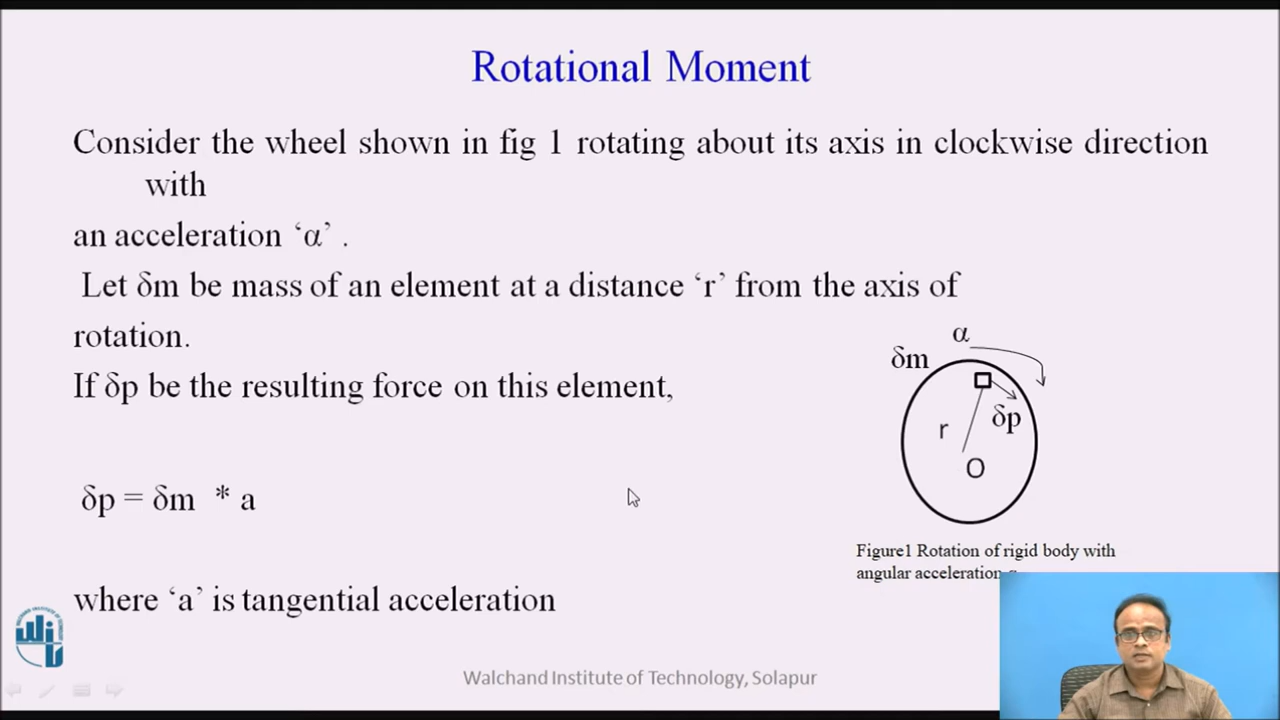 Rotational Moment
Consider the wheel shown in fig 1 rotating about its axis in clockwise direction
with
an acceleration ‘α’ .
Let δm be mass of an element at a distance ‘r’ from the axis of
rotation.
If δp be the resulting force on this element,
δp = δm * a
where ‘a’ is tangential acceleration
α
δm
δp
r
O
Figure1 Rotation of rigid body with
angular acceleration
Walchand Institute of Technology, Solapur